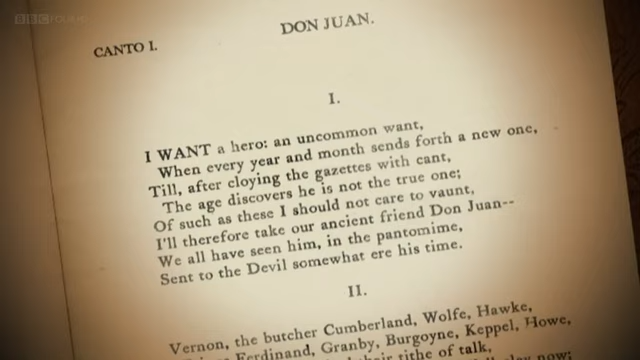 BBC FOUR
DON JUAN.
CANTO I.
I.
I WANT a hero: an uncommon want,
When every year and month sends forth a new one,
Till, after cloying the gazettes with cant,
The age discovers he is not the true one;
Of such as these I should not care to vaunt,
I'll therefore take our ancient friend Don Juan--
We all have seen him, in the pantomime,
Sent to the Devil somewhat ere his time.
II.
Vernon, the butcher Cumberland, Wolfe, Hawke,
Ferdinand, Granby, Burgoyne, Keppel, Howe,
their tithe of talk,
now;